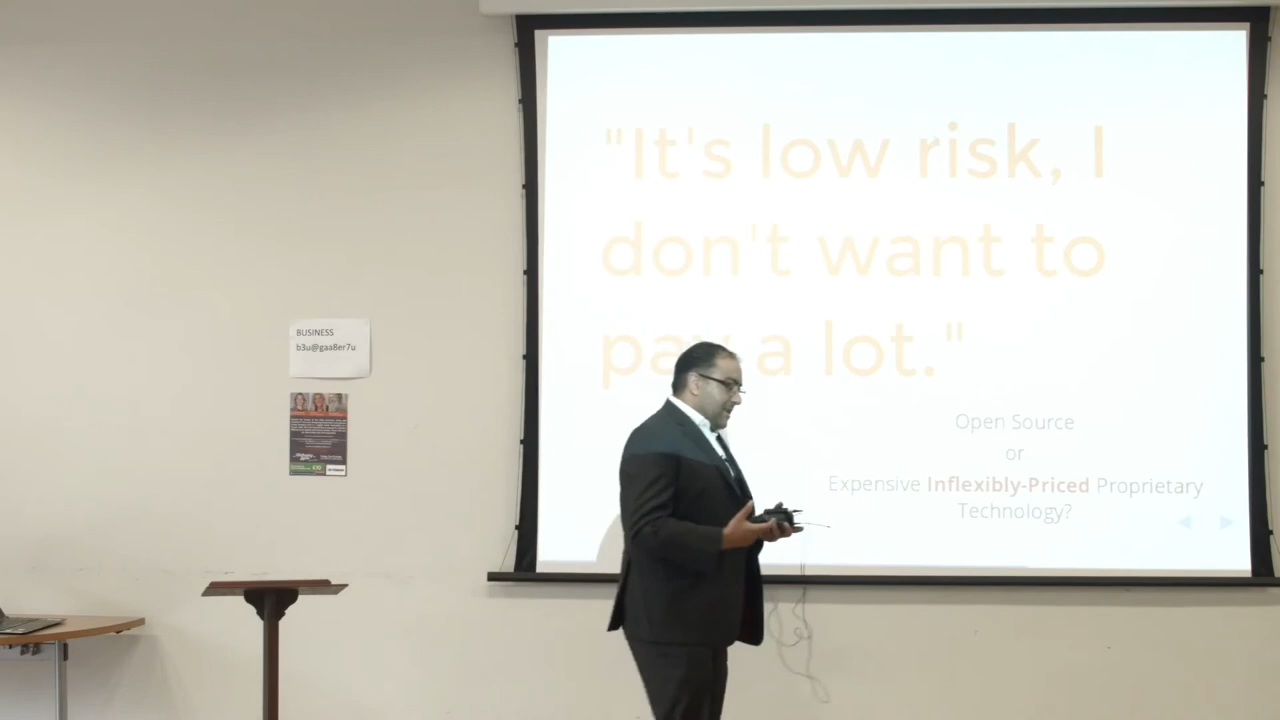 "It's low risk, I
don't want to
pay a lot."
Open Source
or
Expensive Inflexibly-Priced Proprietary
Technology?
BUSINESS
b3u@gaa8er7u